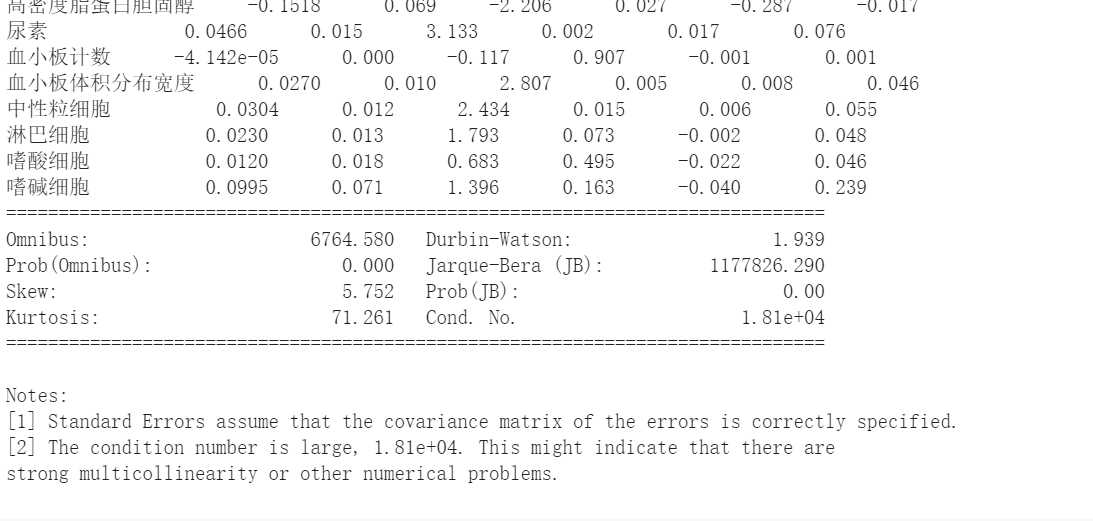 高密度脂蛋白胆固醇 -0.1518 0.069 -2.206 0.027 -0.287 -0.017
尿素 0.0466 0.015 3.133 0.002 0.017 0.076
血小板计数 -4.142e-05 0.000 -0.117 0.907 -0.001 0.001
血小板体积分布宽度 0.0270 0.010 2.807 0.005 0.008 0.046
中性粒细胞 0.0304 0.012 2.434 0.015 0.006 0.055
淋巴细胞 0.0230 0.013 1.793 0.073 -0.002 0.048
嗜酸细胞 0.0120 0.018 0.683 0.495 -0.022 0.046
嗜碱细胞 0.0995 0.071 1.396 0.163 -0.040 0.239
==============================================================================
Omnibus: 6764.580 Durbin-Watson: 1.939
Prob(Omnibus): 0.000 Jarque-Bera (JB): 1177826.290
Skew: 5.752 Prob(JB): 0.00
Kurtosis: 71.261 Cond. No. 1.81e+04
==============================================================================
Notes:
[1] Standard Errors assume that the covariance matrix of the errors is correctly specified.
[2] The condition number is large, 1.81e+04. This might indicate that there are
strong multicollinearity or other numerical problems.